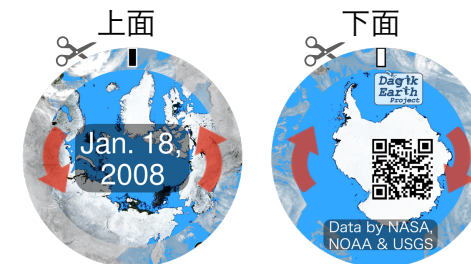 上面
下面
Jan. 18,
2008
Dagik
Earth
Project
Data by NASA,
NOAA & USGS